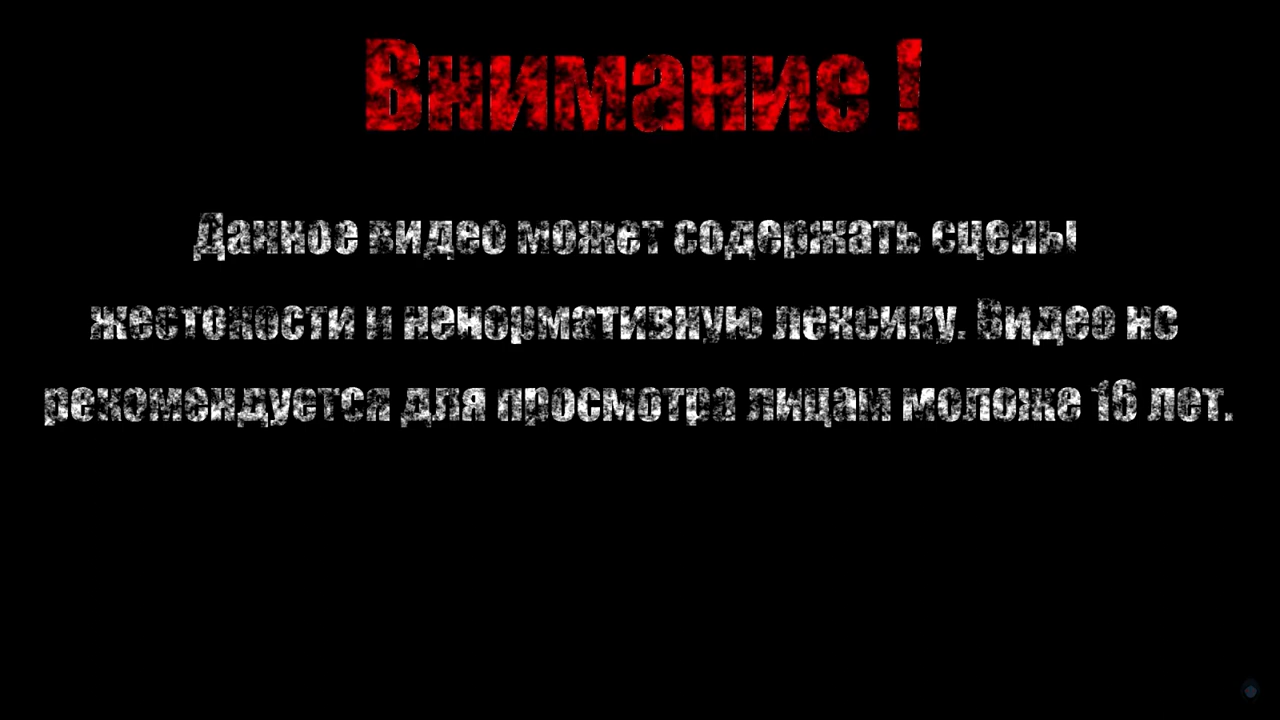 Внимание !
Данное видео может содержать сцены
жестокости и ненормативную лексику. Видео не
рекомендуется для просмотра лицам моложе 16 лет.